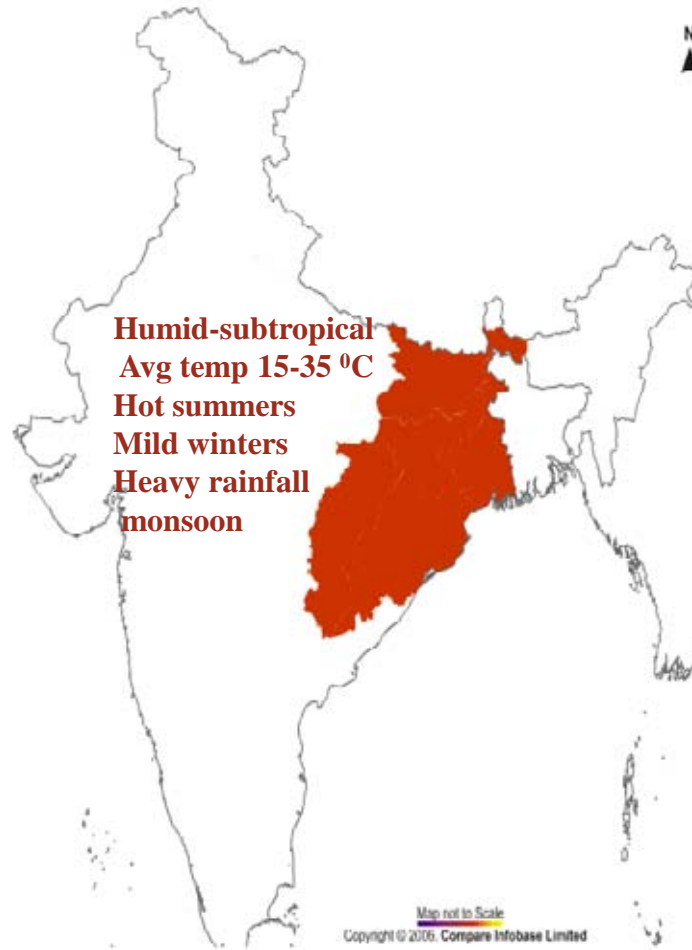 N
Humid-subtropical
Avg temp 15-35 ⁰C
Hot summers
Mild winters
Heavy rainfall
monsoon
Map not to Scale
Copyright © 2006, Compare Infobase Limited